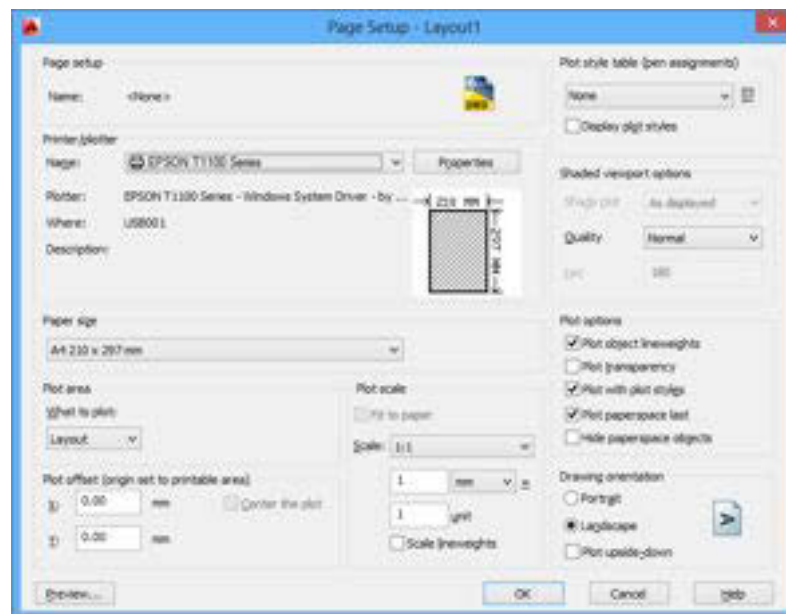 Page Setup - Layout1
Page setup
Name: <None>
Plot style table (pen assignments)
None
Display plot styles
Printer/plotter
Name: EPSON T1100 Series
Properties
Plotter: EPSON T1100 Series - Windows System Driver - by ...
Where: USB001
Description:
210 MM
297 MM
Shaded viewport options
Shade plot As displayed
Quality Normal
DPI
Paper size
A4 210 x 297 mm
Plot options
Plot object lineweights
Plot transparency
Plot with plot styles
Plot paperspace last
Hide paperspace objects
Plot area
What to plot:
Layout
Plot scale
Fit to paper
Scale: 1:1
1 mm =
1 unit
Scale lineweights
Plot offset (origin set to printable area)
X: 0.00 mm
Center the plot
Y: 0.00 mm
Drawing orientation
Portrait
Landscape
Plot upside-down
A
Preview...
OK
Cancel
Help